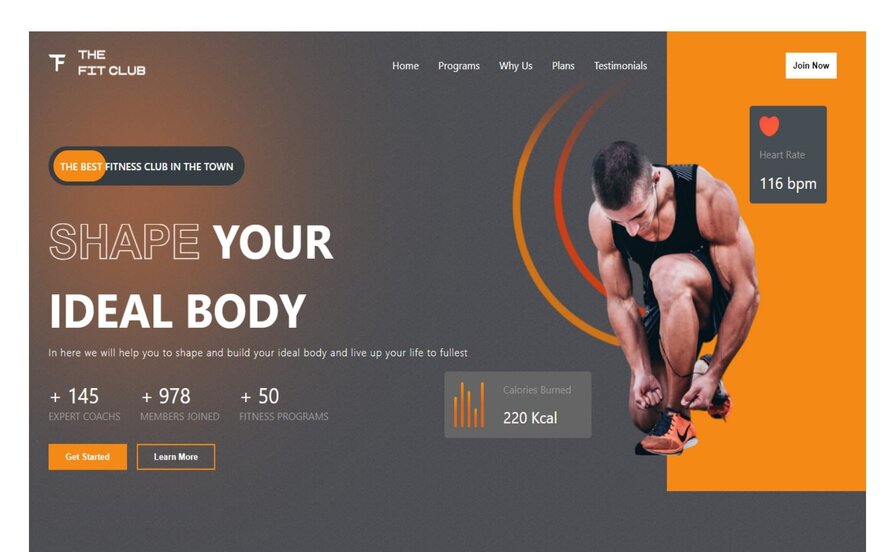 THE
FIT CLUB
Home Programs Why Us Plans Testimonials
Join Now
THE BEST FITNESS CLUB IN THE TOWN
SHAPE YOUR
IDEAL BODY
In here we will help you to shape and build your ideal body and live up your life to fullest
+ 145 + 978 + 50
EXPERT COACHS MEMBERS JOINED FITNESS PROGRAMS
Get Started Learn More
Heart Rate
116 bpm
Calories Burned
220 Kcal